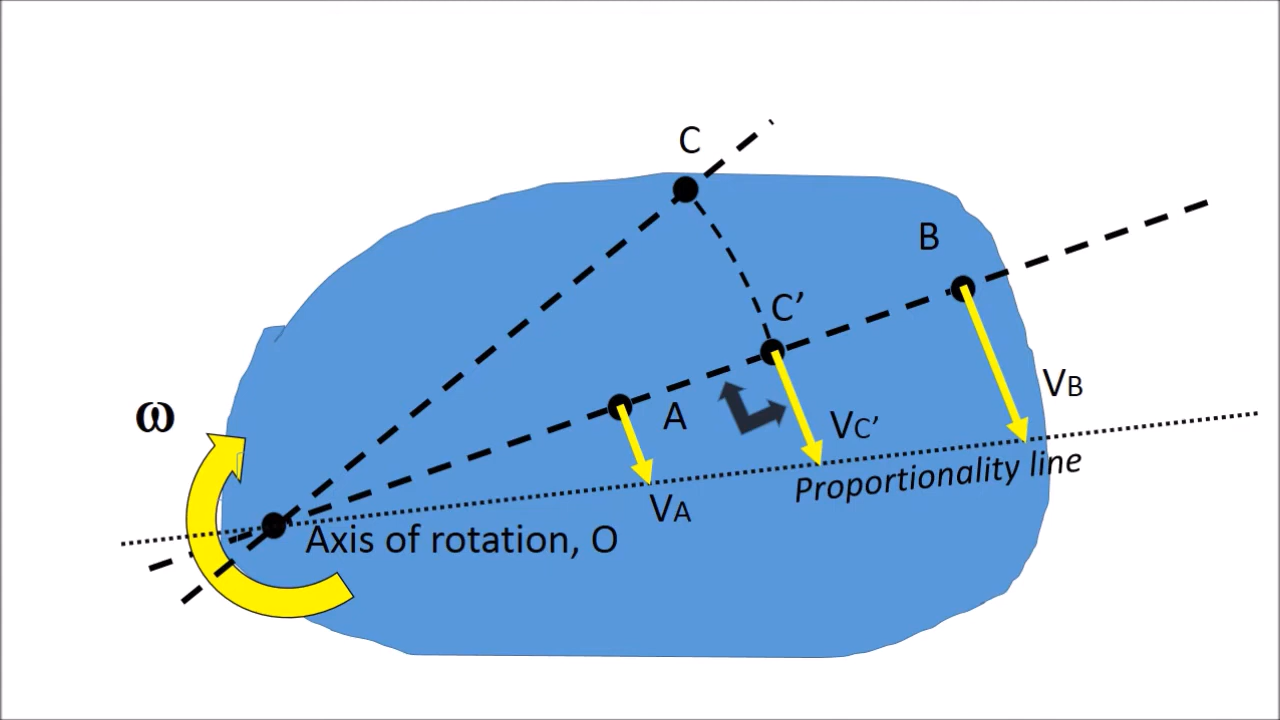 C
B
C’
VB
A
ω
VC’
Proportionality line
VA
Axis of rotation, O